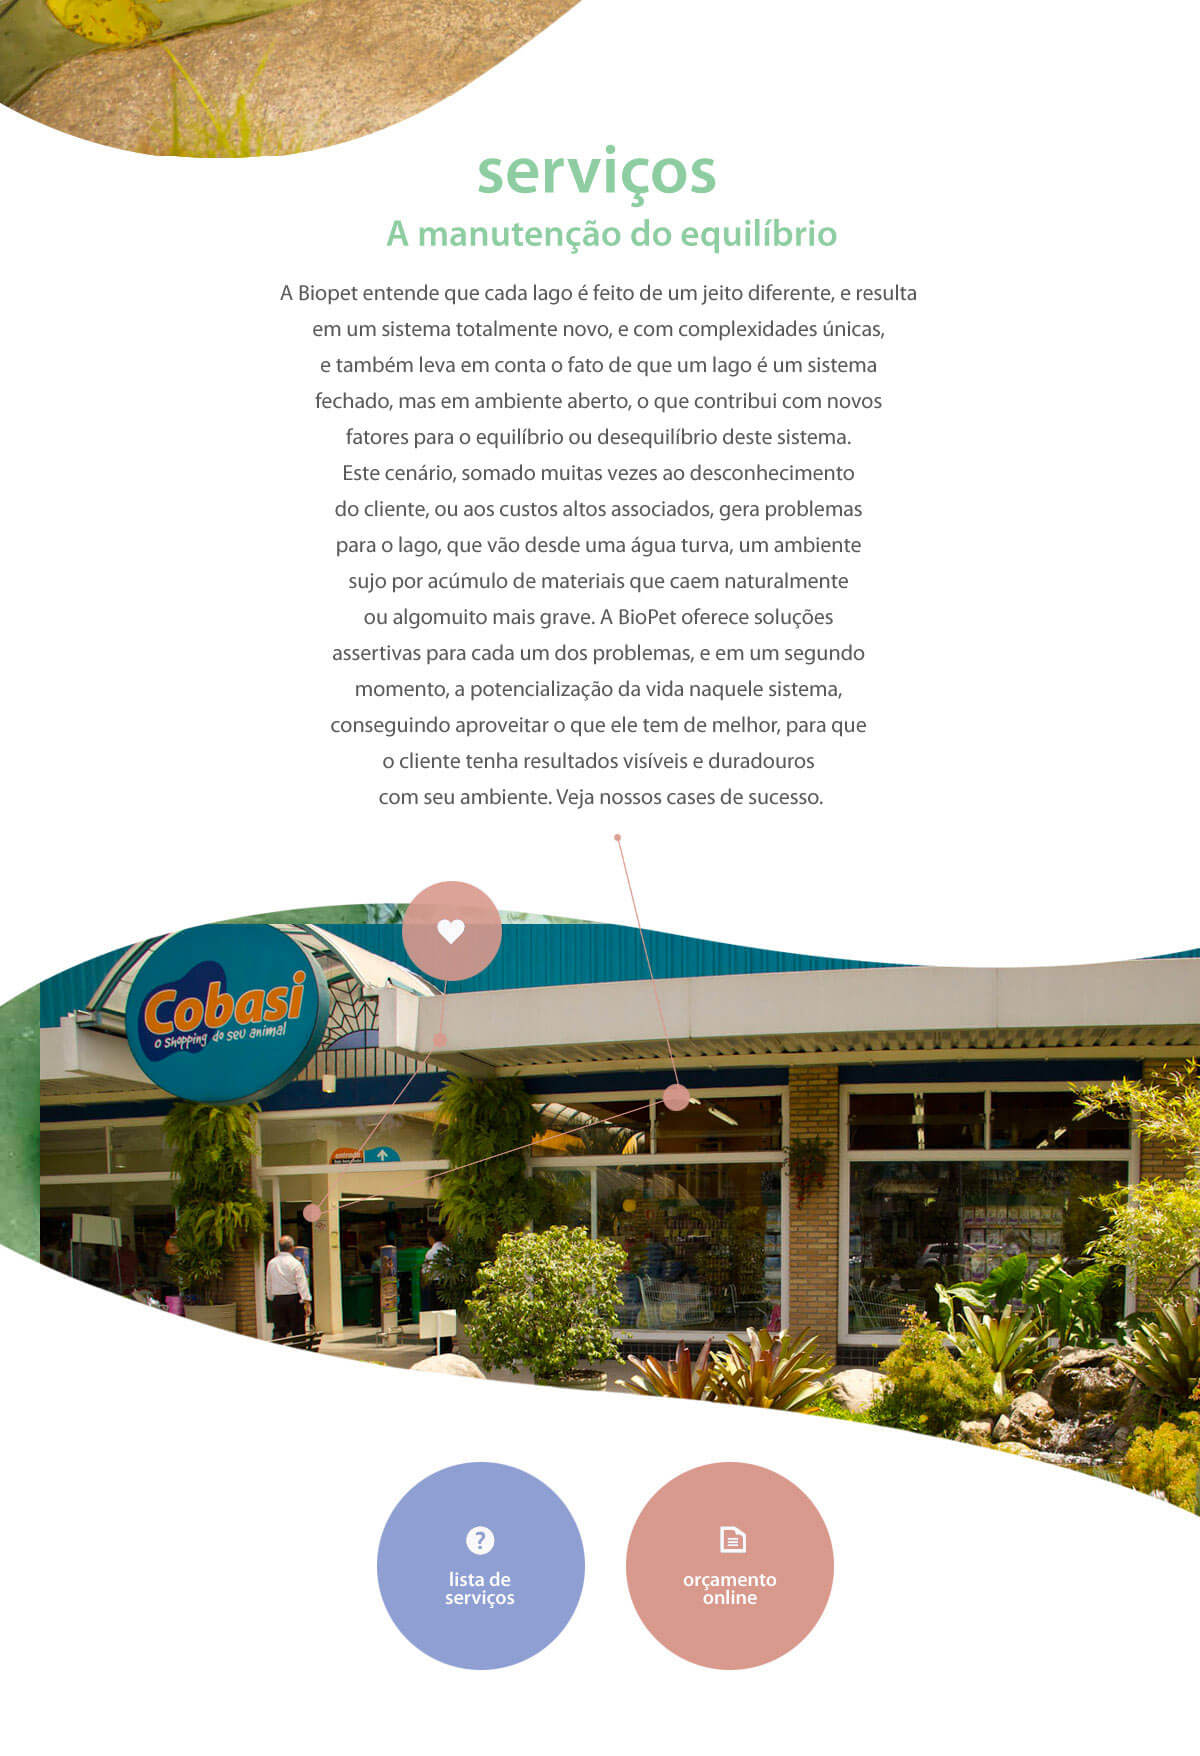 serviços
A manutenção do equilíbrio
A Biopet entende que cada lago é feito de um jeito diferente, e resulta
em um sistema totalmente novo, e com complexidades únicas,
e também leva em conta o fato de que um lago é um sistema
fechado, mas em ambiente aberto, o que contribui com novos
fatores para o equilíbrio ou desequilíbrio deste sistema.
Este cenário, somado muitas vezes ao desconhecimento
do cliente, ou aos custos altos associados, gera problemas
para o lago, que vão desde uma água turva, um ambiente
sujo por acúmulo de materiais que caem naturalmente
ou algomuito mais grave. A BioPet oferece soluções
assertivas para cada um dos problemas, e em um segundo
momento, a potencialização da vida naquele sistema,
conseguindo aproveitar o que ele tem de melhor, para que
o cliente tenha resultados visíveis e duradouros
com seu ambiente. Veja nossos cases de sucesso.
Cobasi
o shopping do seu animal
entrada
?
lista de
serviços
orçamento
online